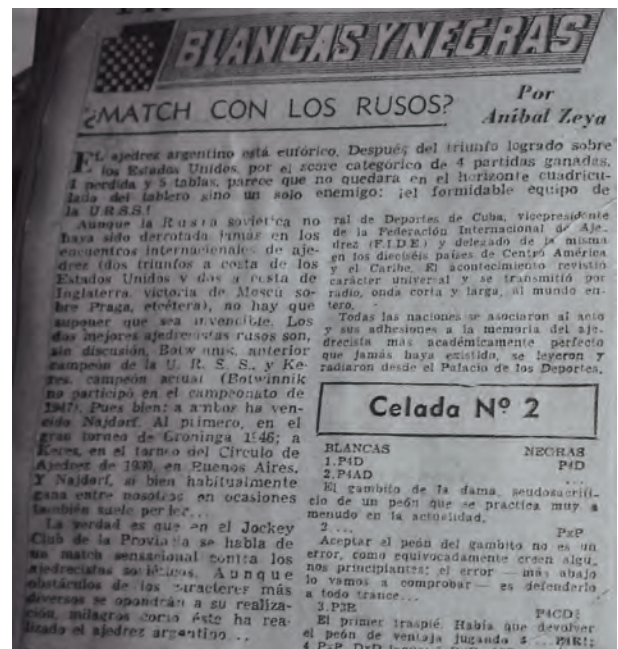 BLANCAS Y NEGRAS
¿MATCH CON LOS RUSOS?
Por
Aníbal Zeya
EL ajedrez argentino está eufórico. Después del triunfo logrado sobre
los Estados Unidos, por el score categórico de 4 partidas ganadas,
1 perdida y 5 tablas, parece que no quedara en el horizonte cuadricu-
lado del tablero sino un solo enemigo: ¡el formidable equipo de
la U.R.S.S.!
Aunque la Rusia soviética no
haya sido derrotada jamás en los
encuentros internacionales de aje-
drez (dos triunfos a costa de los
Estados Unidos y dos a costa de
Inglaterra, victoria de Moscú so-
bre Praga, etcétera), no hay que
suponer que sea invencible. Los
dos mejores ajedrecistas rusos son,
sin discusión, Botwinnik, anterior
campeón de la U. R. S. S., y Ke-
res, campeón actual (Botwinnik
no participó en el campeonato de
1947). Pues bien: a ambos ha ven-
cido Najdorf. Al primero, en el
gran torneo de Groninga 1946; a
Keres, en el torneo del Círculo de
Ajedrez de 1939, en Buenos Aires.
Y Najdorf, si bien habitualmente
gana entre nosotros en ocasiones
también suele perder...
La verdad es que en el Jockey
Club de la Provincia se habla de
un match sensacional contra los
ajedrecistas soviéticos. Aunque
obstáculos de los caracteres más
diversos se opondrán a su realiza-
ción, milagros como éste ha rea-
lizado el ajedrez argentino...
ral de Deportes de Cuba, vicepresidente
de la Federación Internacional de Aje-
drez (F.I.D.E) y delegado de la misma
en los dieciséis países de Centro América
y el Caribe. El acontecimiento revistió
carácter universal y se transmitió por
radio, onda corta y larga, al mundo en-
tero.
Todas las naciones se asociaron al acto
y sus adhesiones a la memoria del aje-
drecista más académicamente perfecto
que jamás haya existido, se leyeron y
radiaron desde el Palacio de los Deportes.
Celada Nº 2
BLANCAS NEGRAS
1.P4D P4D
2.P4AD ...
El gambito de la dama, seudosacrifi-
cio de un peón que se practica muy a
menudo en la actualidad.
2.... PxP
Aceptar el peón del gambito no es un
error, como equivocadamente creen algu-
nos principiantes; el error — más abajo
lo vamos a comprobar — es defenderlo
a todo trance...
3.P3R P4CD?
El primer traspié. Había que devolver
el peón de ventaja jugando